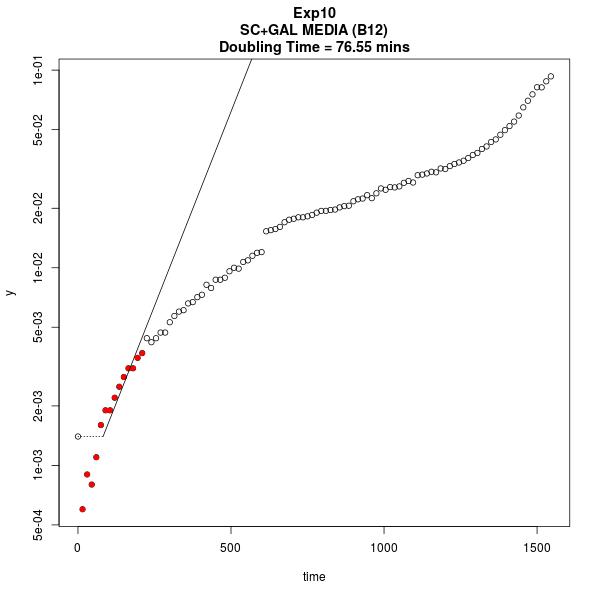 Exp10
SC+GAL MEDIA (B12)
Doubling Time = 76.55 mins
1e-01
5e-02
2e-02
1e-02
5e-03
2e-03
1e-03
5e-04
y
0 500 1000 1500
time